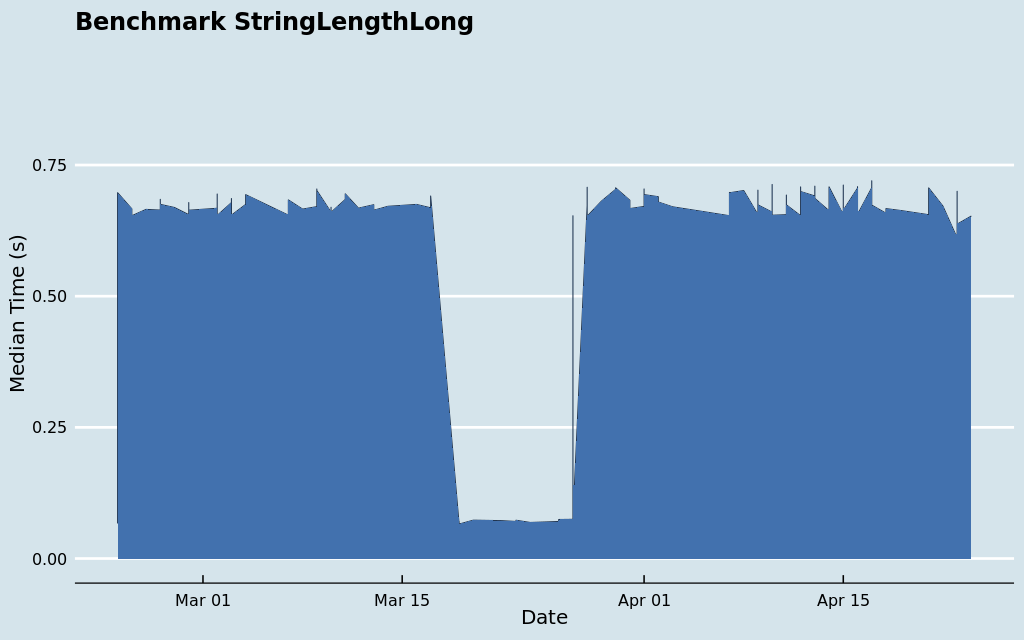 Benchmark StringLengthLong
Median Time (s)
0.75
0.50
0.25
0.00
Mar 01
Mar 15
Apr 01
Apr 15
Date